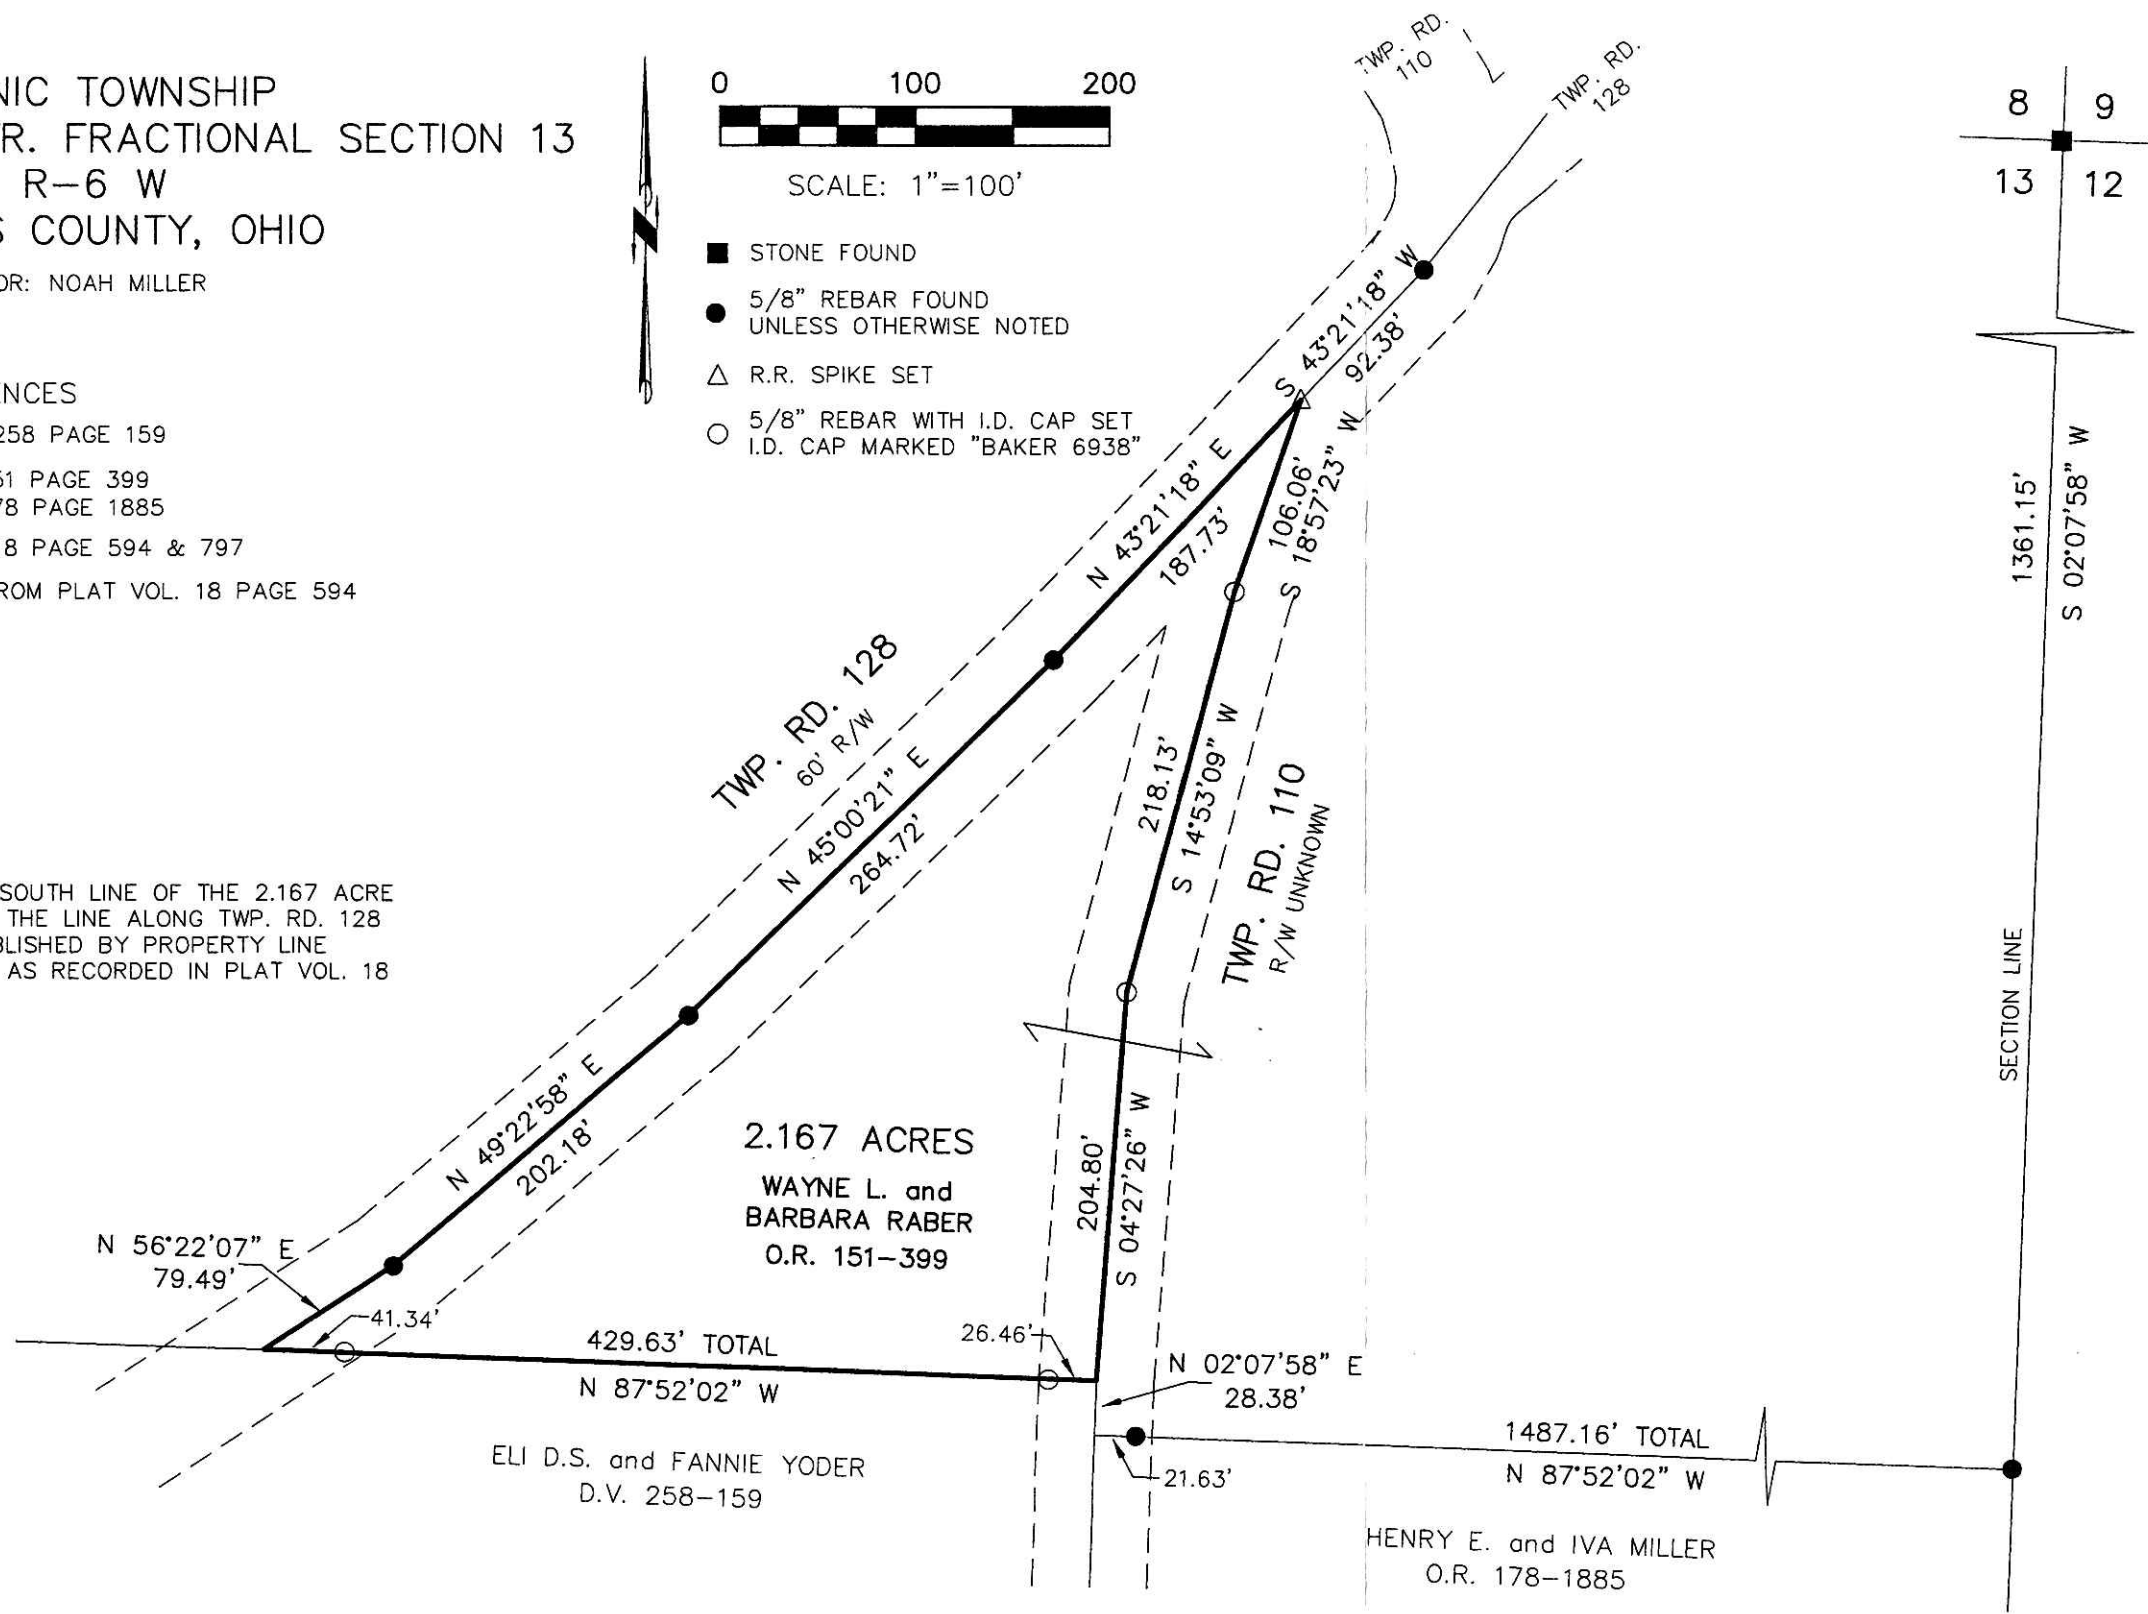 NIC TOWNSHIP
R. FRACTIONAL SECTION 13
R-6 W
S COUNTY, OHIO
OR: NOAH MILLER
ENCES
258 PAGE 159
51 PAGE 399
78 PAGE 1885
8 PAGE 594 & 797
ROM PLAT VOL. 18 PAGE 594
SOUTH LINE OF THE 2.167 ACRE
THE LINE ALONG TWP. RD. 128
BLISHED BY PROPERTY LINE
AS RECORDED IN PLAT VOL. 18
0 100 200
SCALE: 1"=100'
STONE FOUND
5/8" REBAR FOUND
UNLESS OTHERWISE NOTED
R.R. SPIKE SET
5/8" REBAR WITH I.D. CAP SET
I.D. CAP MARKED "BAKER 6938"
TWP. RD.
110
TWP. RD.
128
8 9
13 12
S 43°21'18" W
92.38'
N 43°21'18" E
187.73'
106.06'
S 18°57'23" W
1361.15'
S 02°07'58" W
TWP. RD. 128
60' R/W
N 45°00'21" E
264.72'
218.13'
S 14°53'09" W
TWP. RD. 110
R/W UNKNOWN
SECTION LINE
N 49°22'58" E
202.18'
2.167 ACRES
WAYNE L. and
BARBARA RABER
O.R. 151-399
204.80'
S 04°27'26" W
N 56°22'07" E
79.49'
41.34'
429.63' TOTAL
N 87°52'02" W
26.46'
N 02°07'58" E
28.38'
21.63'
1487.16' TOTAL
N 87°52'02" W
ELI D.S. and FANNIE YODER
D.V. 258-159
HENRY E. and IVA MILLER
O.R. 178-1885